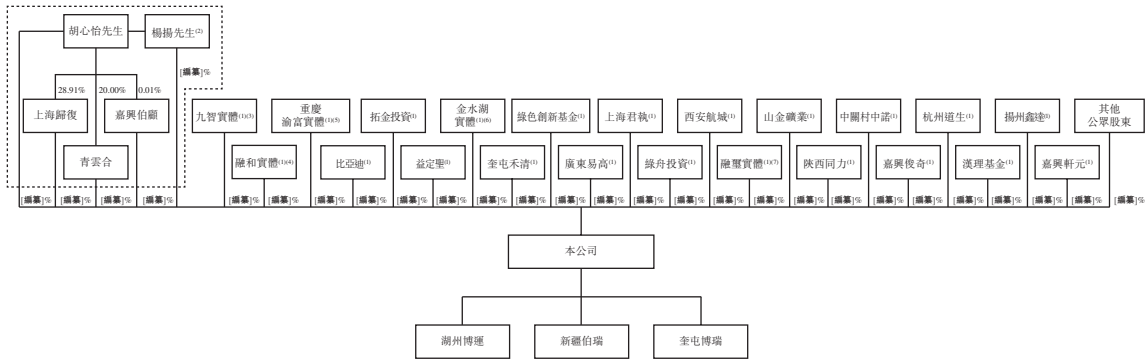 胡心怡先生
楊揚先生(2)
[編纂]%
28.91%
20.00%
0.01%
上海歸復
嘉興伯顧
青雲合
九智實體(1)(3)
重慶
渝富實體(1)(5)
拓金投資(1)
金水湖
實體(1)(6)
綠色創新基金(1)
上海君執(1)
西安航城(1)
山金礦業(1)
中關村中諾(1)
杭州道生(1)
揚州鑫達(1)
其他
公眾股東
融和實體(1)(4)
比亞迪(1)
益定聖(1)
奎屯禾清(1)
廣東易高(1)
綠舟投資(1)
融璽實體(1)(7)
陝西同力(1)
嘉興俊奇(1)
漢理基金(1)
嘉興軒元(1)
[編纂]% [編纂]% [編纂]% [編纂]% [編纂]% [編纂]% [編纂]% [編纂]% [編纂]% [編纂]% [編纂]% [編纂]% [編纂]% [編纂]% [編纂]% [編纂]% [編纂]% [編纂]% [編纂]% [編纂]% [編纂]% [編纂]% [編纂]% [編纂]% [編纂]% [編纂]% [編纂]%
本公司
湖州博運
新疆伯瑞
奎屯博瑞